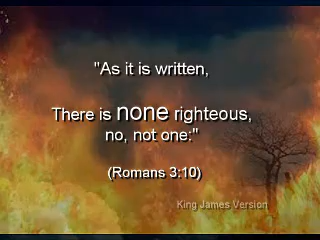 "As it is written,
There is none righteous,
no, not one:"
(Romans 3:10)
King James Version